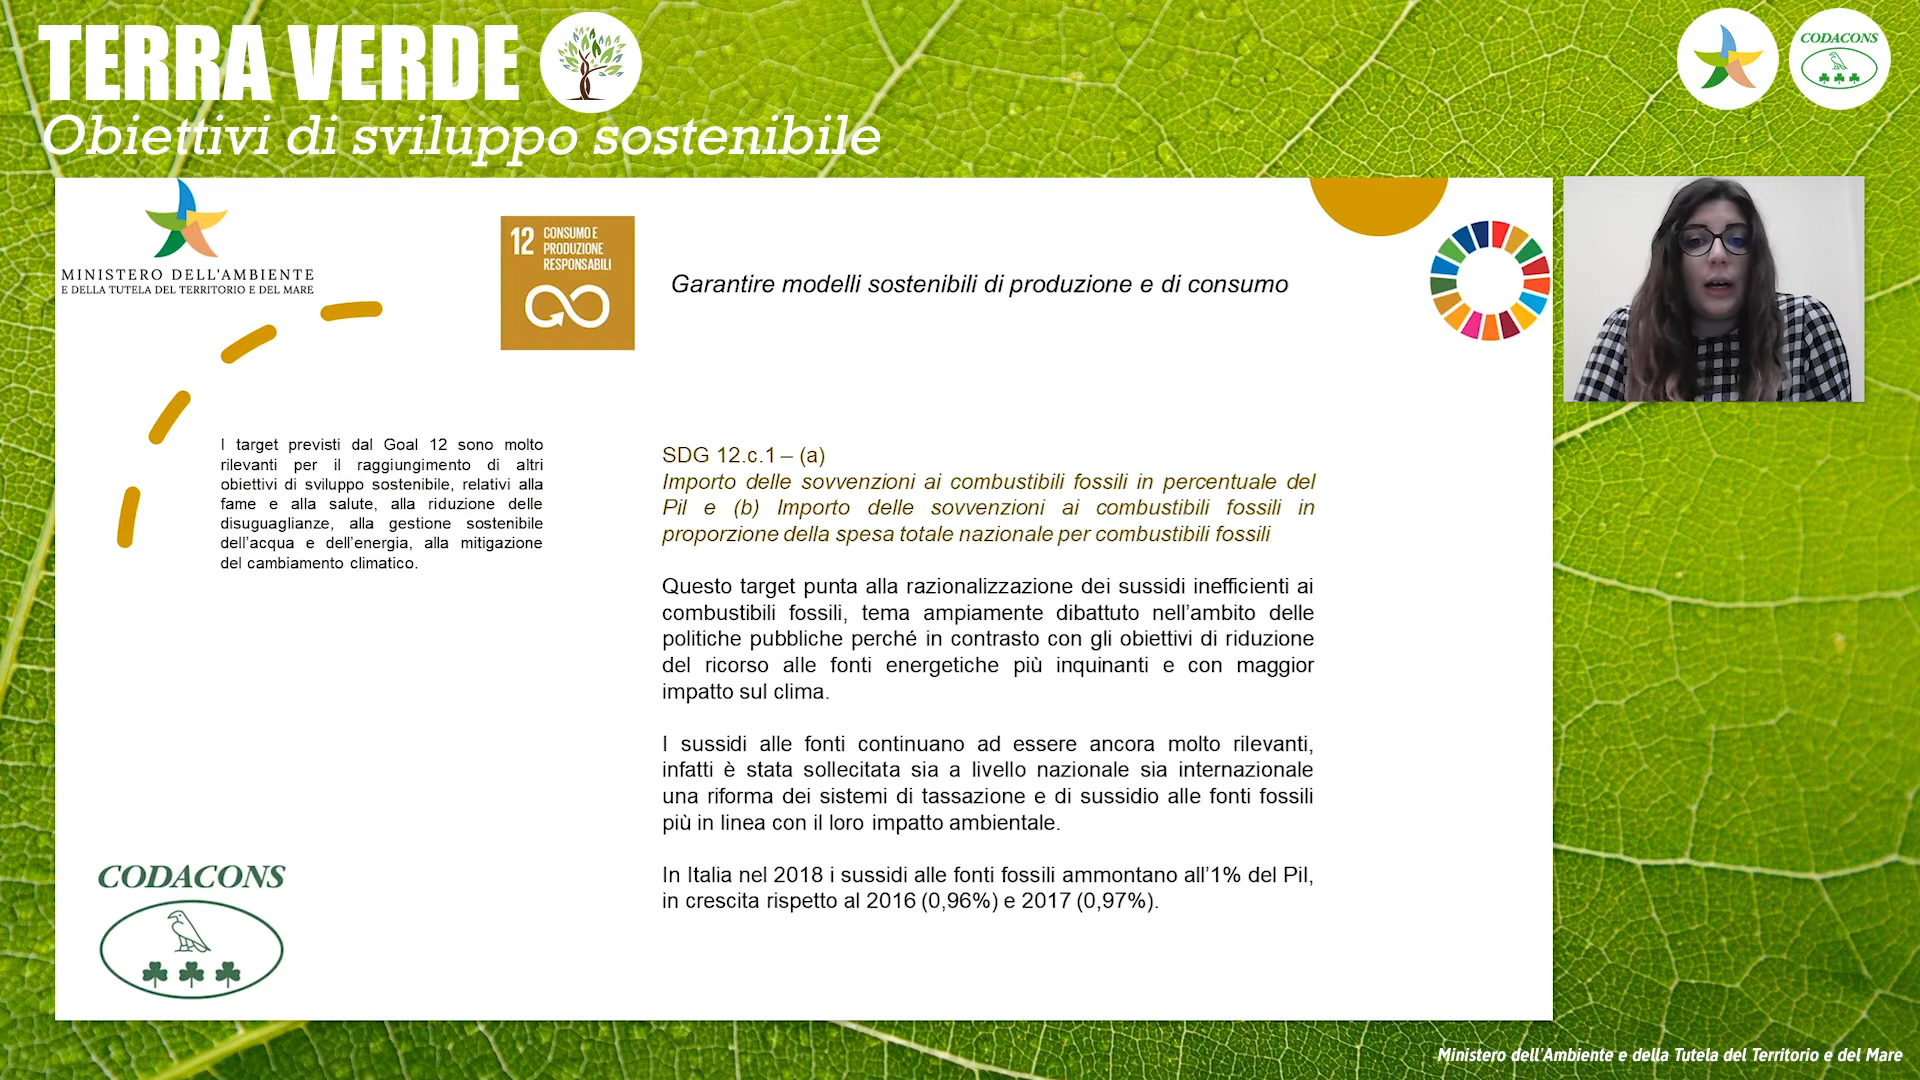 TERRA VERDE
Obiettivi di sviluppo sostenibile
CODACONS
MINISTERO DELL'AMBIENTE
E DELLA TUTELA DEL TERRITORIO E DEL MARE
12 CONSUMO E
PRODUZIONE
RESPONSABILI
Garantire modelli sostenibili di produzione e di consumo
I target previsti dal Goal 12 sono molto
rilevanti per il raggiungimento di altri
obiettivi di sviluppo sostenibile, relativi alla
fame e alla salute, alla riduzione delle
disuguaglianze, alla gestione sostenibile
dell'acqua e dell'energia, alla mitigazione
del cambiamento climatico.
SDG 12.c.1 – (a)
Importo delle sovvenzioni ai combustibili fossili in percentuale del
Pil e (b) Importo delle sovvenzioni ai combustibili fossili in
proporzione della spesa totale nazionale per combustibili fossili
Questo target punta alla razionalizzazione dei sussidi inefficienti ai
combustibili fossili, tema ampiamente dibattuto nell'ambito delle
politiche pubbliche perché in contrasto con gli obiettivi di riduzione
del ricorso alle fonti energetiche più inquinanti e con maggior
impatto sul clima.
I sussidi alle fonti continuano ad essere ancora molto rilevanti,
infatti è stata sollecitata sia a livello nazionale sia internazionale
una riforma dei sistemi di tassazione e di sussidio alle fonti fossili
più in linea con il loro impatto ambientale.
In Italia nel 2018 i sussidi alle fonti fossili ammontano all'1% del Pil,
in crescita rispetto al 2016 (0,96%) e 2017 (0,97%).
CODACONS
Ministero dell'Ambiente e della Tutela del Territorio e del Mare